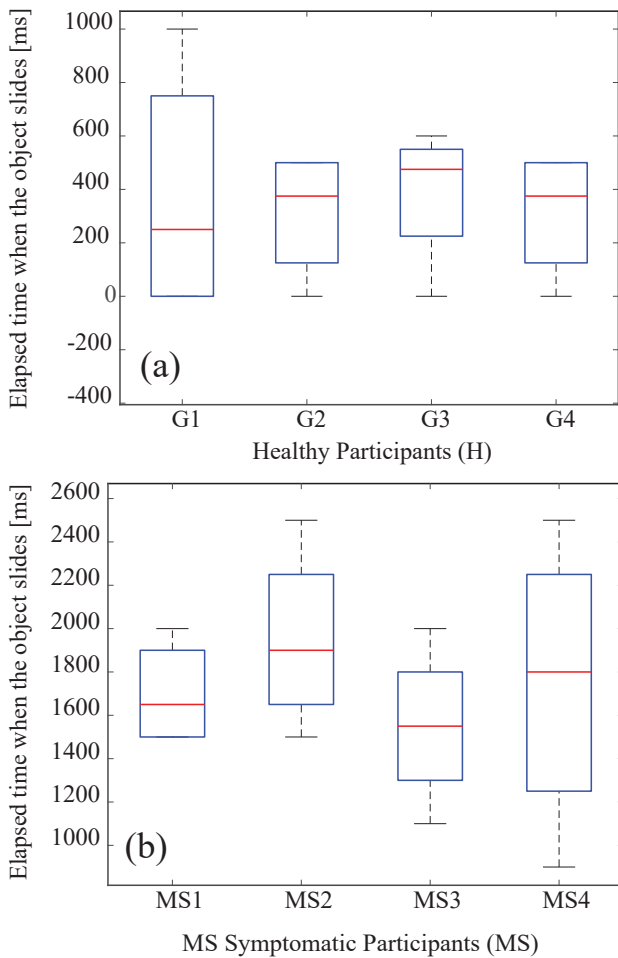 Elapsed time when the object slides [ms]
1000
800
600
400
200
0
-200
-400
(a)
G1 G2 G3 G4
Healthy Participants (H)
Elapsed time when the object slides [ms]
2600
2400
2200
2000
1800
1600
1400
1200
1000
(b)
MS1 MS2 MS3 MS4
MS Symptomatic Participants (MS)